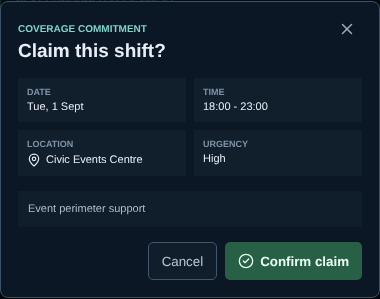 COVERAGE COMMITMENT
Claim this shift?
DATE
Tue, 1 Sept
TIME
18:00 - 23:00
LOCATION
Civic Events Centre
URGENCY
High
Event perimeter support
Cancel
Confirm claim